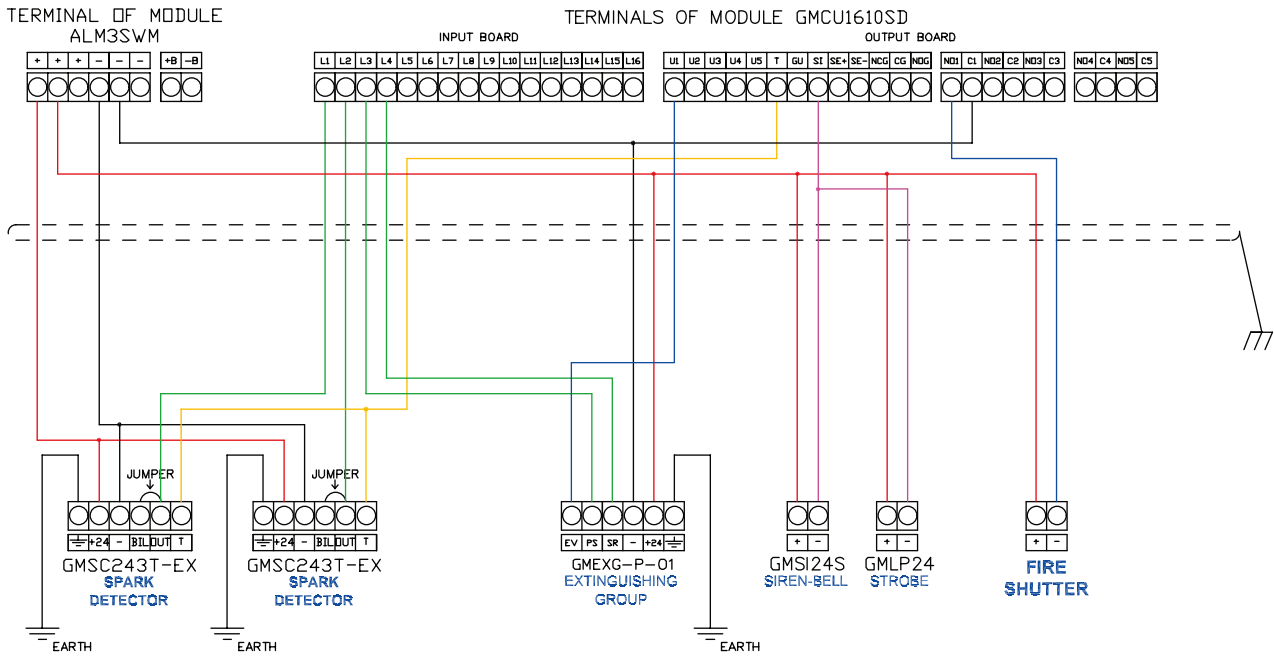 TERMINAL OF MODULE
ALM3SWM
TERMINALS OF MODULE GMCU1610SD
INPUT BOARD
OUTPUT BOARD
+ + + - - - +B -B
L1 L2 L3 L4 L5 L6 L7 L8 L9 L10 L11 L12 L13 L14 L15 L16
U1 U2 U3 U4 U5 T GU SI SE+ SE- NCG CG NOG
NO1 C1 NO2 C2 NO3 C3
NO4 C4 NO5 C5
JUMPER
JUMPER
+24 - BIL OUT T
+24 - BIL OUT T
EV PS SR - +24
+ -
+ -
+ -
GMSC243T-EX
SPARK
DETECTOR
GMSC243T-EX
SPARK
DETECTOR
GMEXG-P-01
EXTINGUISHING
GROUP
GMSI24S
SIREN-BELL
GMLP24
STROBE
FIRE
SHUTTER
EARTH
EARTH
EARTH